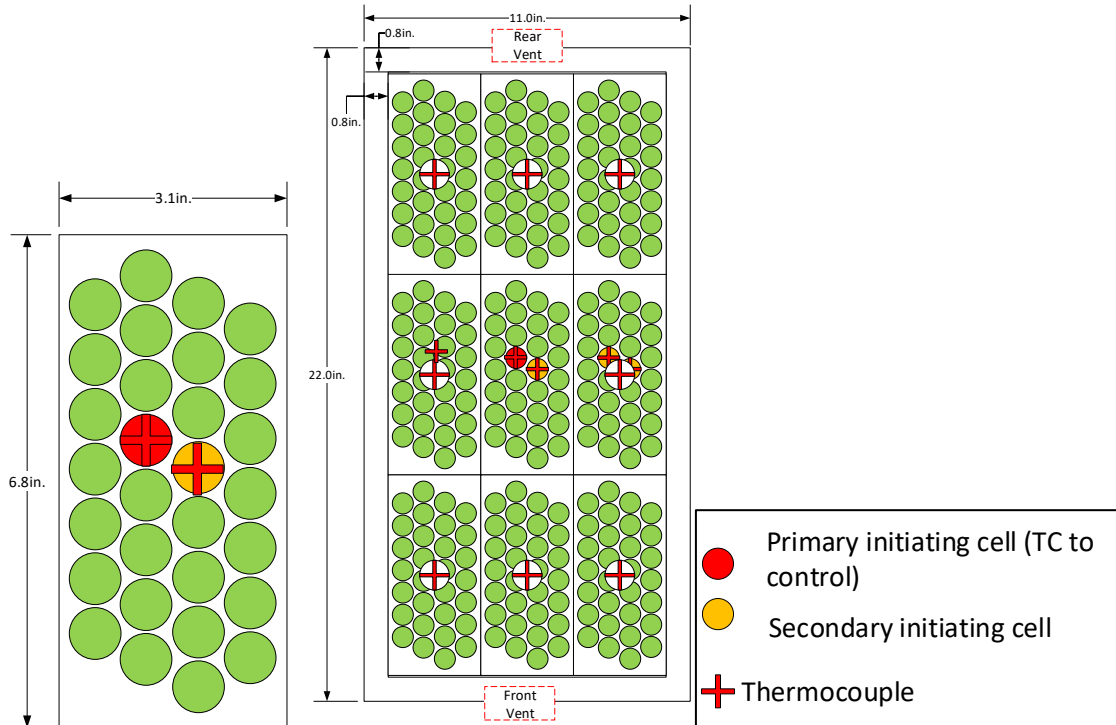 11.0in.
0.8in.
Rear
Vent
0.8in.
3.1in.
22.0in.
6.8in.
Primary initiating cell (TC to
control)
Secondary initiating cell
Thermocouple
Front
Vent